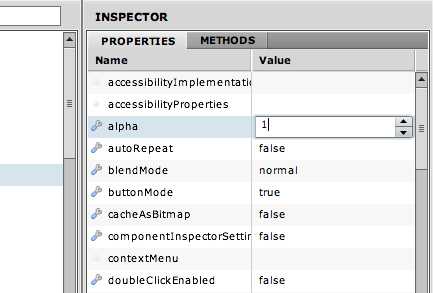 INSPECTOR
PROPERTIES METHODS
Name Value
accessibilityImplementatio
accessibilityProperties
alpha 1
autoRepeat false
blendMode normal
buttonMode true
cacheAsBitmap false
componentInspectorSettin false
contextMenu
doubleClickEnabled false